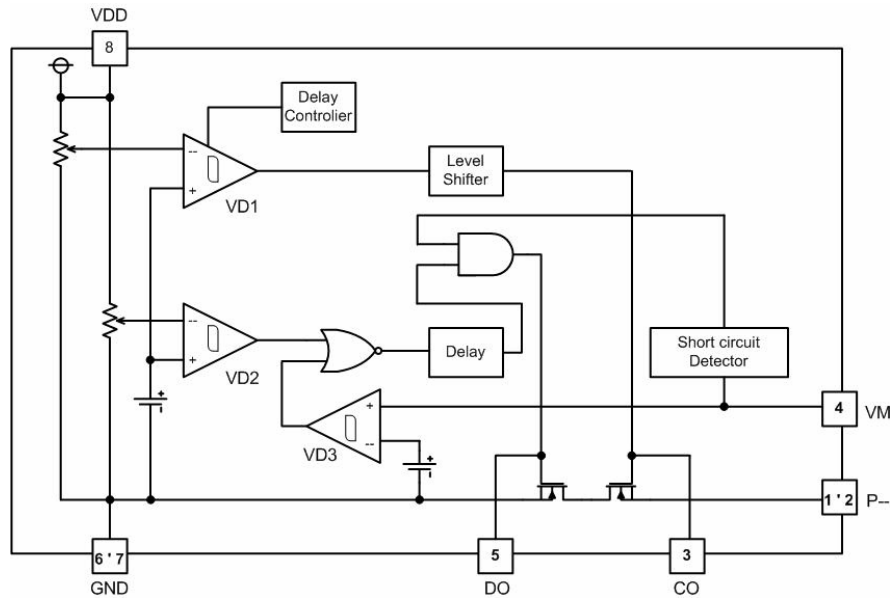 VDD
8
Delay
Controlier
--
+
VD1
Level
Shifter
--
+
VD2
Delay
Short circuit
Detector
+
-
+
--
VD3
+
-
4
VM
1 ' 2
P--
6 ' 7
GND
5
DO
3
CO